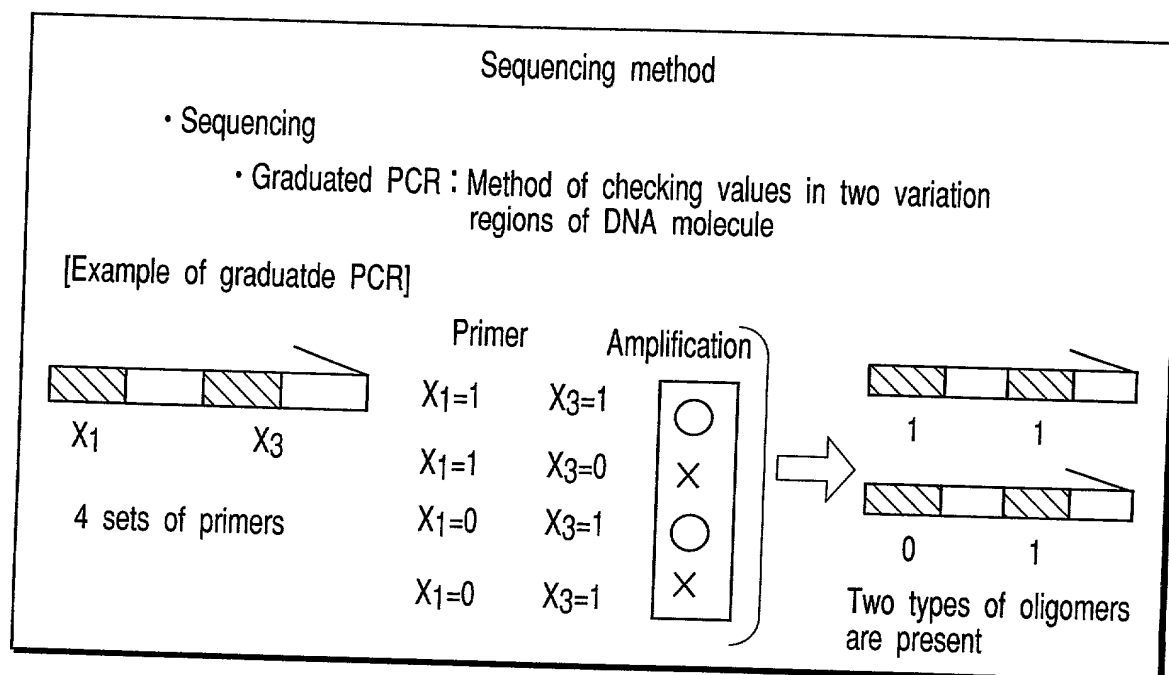 Sequencing method
・Sequencing
・Graduated PCR : Method of checking values in two variation
regions of DNA molecule
[Example of graduatde PCR]
Primer Amplification
X1=1 X3=1 ○
X1=1 X3=0 ×
X1=0 X3=1 ○
X1=0 X3=1 ×
X1 X3
4 sets of primers
1 1
0 1
Two types of oligomers
are present